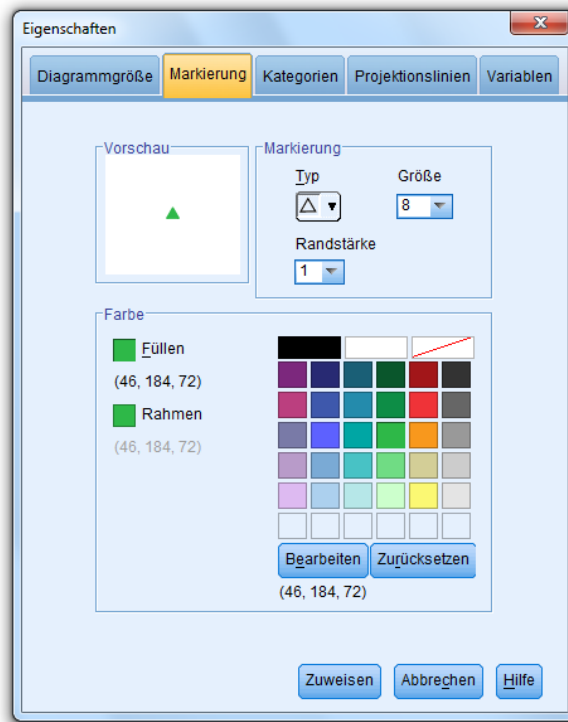 Eigenschaften
Diagrammgröße Markierung Kategorien Projektionslinien Variablen
Vorschau
Markierung
Typ Größe
8
Randstärke
1
Farbe
Füllen
(46, 184, 72)
Rahmen
(46, 184, 72)
Bearbeiten Zurücksetzen
(46, 184, 72)
Zuweisen Abbrechen Hilfe